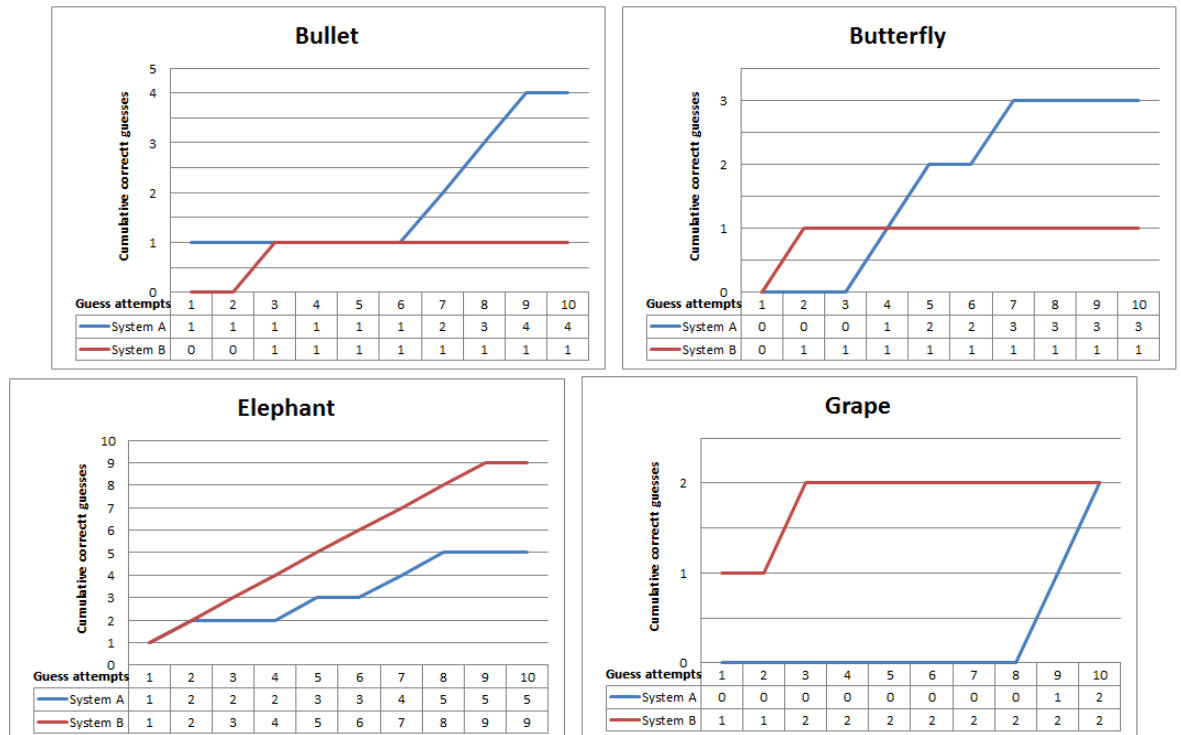 Bullet
Cumulative correctt guesses
5
4
3
2
1
0
Guess attempts 1 2 3 4 5 6 7 8 9 10
System A 1 1 1 1 1 1 2 3 4 4
System B 0 0 1 1 1 1 1 1 1 1
Butterfly
Cumulative correctt guesses
3
2
1
0
Guess attempts 1 2 3 4 5 6 7 8 9 10
System A 0 0 0 1 2 2 3 3 3 3
System B 0 1 1 1 1 1 1 1 1 1
Elephant
Cumulative correctt guesses
10
9
8
7
6
5
4
3
2
1
0
Guess attempts 1 2 3 4 5 6 7 8 9 10
System A 1 2 2 2 3 3 4 5 5 5
System B 1 2 3 4 5 6 7 8 9 9
Grape
Cumulative correctt guesses
2
1
0
Guess attempts 1 2 3 4 5 6 7 8 9 10
System A 0 0 0 0 0 0 0 0 1 2
System B 1 1 2 2 2 2 2 2 2 2